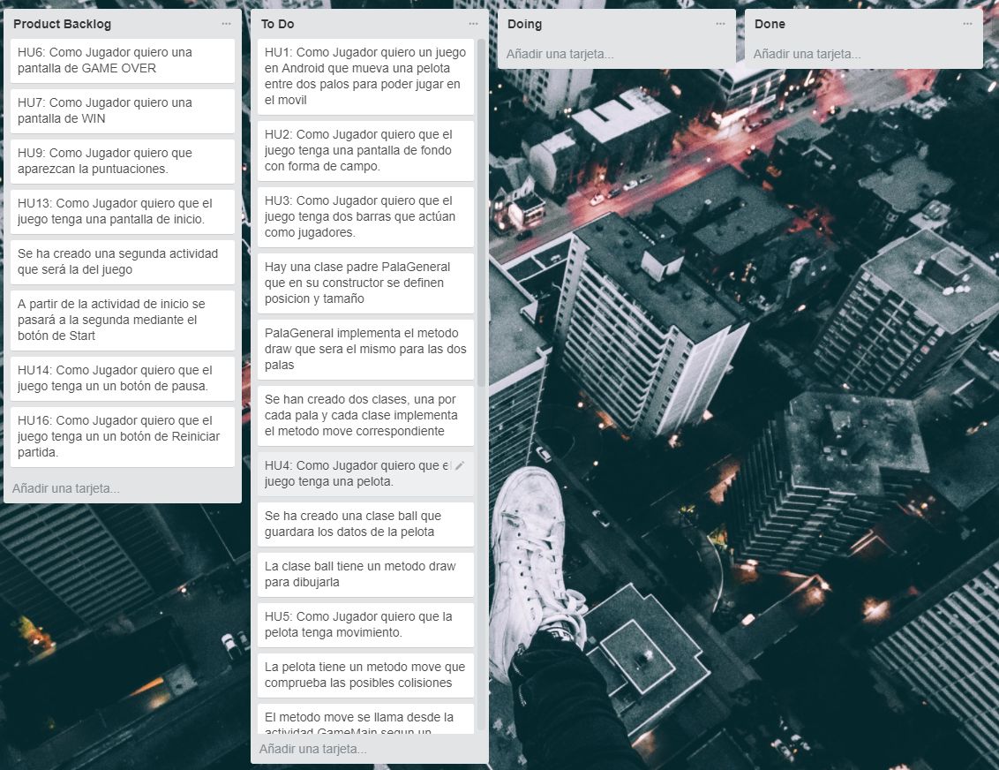 Product Backlog
HU6: Como Jugador quiero una
pantalla de GAME OVER
HU7: Como Jugador quiero una
pantalla de WIN
HU9: Como Jugador quiero que
aparezcan la puntuaciones.
HU13: Como Jugador quiero que el
juego tenga una pantalla de inicio.
Se ha creado una segunda actividad
que será la del juego
A partir de la actividad de inicio se
pasará a la segunda mediante el
botón de Start
HU14: Como Jugador quiero que el
juego tenga un un botón de pausa.
HU16: Como Jugador quiero que el
juego tenga un un botón de Reiniciar
partida.
Añadir una tarjeta...
To Do
HU1: Como Jugador quiero un juego
en Android que mueva una pelota
entre dos palos para poder jugar en
el movil
HU2: Como Jugador quiero que el
juego tenga una pantalla de fondo
con forma de campo.
HU3: Como Jugador quiero que el
juego tenga dos barras que actúan
como jugadores.
Hay una clase padre PalaGeneral
que en su constructor se definen
posicion y tamaño
PalaGeneral implementa el metodo
draw que sera el mismo para las dos
palas
Se han creado dos clases, una por
cada pala y cada clase implementa
el metodo move correspondiente
HU4: Como Jugador quiero que e
juego tenga una pelota.
Se ha creado una clase ball que
guardara los datos de la pelota
La clase ball tiene un metodo draw
para dibujarla
HU5: Como Jugador quiero que la
pelota tenga movimiento.
La pelota tiene un metodo move que
comprueba las posibles colisiones
El metodo move se llama desde la
actividad GameMain segun un
Añadir una tarjeta...
Doing
Añadir una tarjeta...
Done
Añadir una tarjeta...